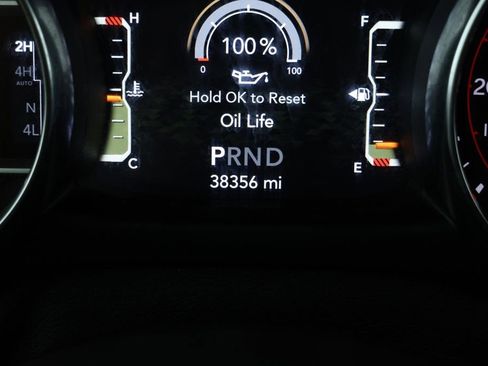 2H
4H
AUTO
N
4L
H
C
100 %
0
100
Hold OK to Reset
Oil Life
PRND
38356 mi
F
E